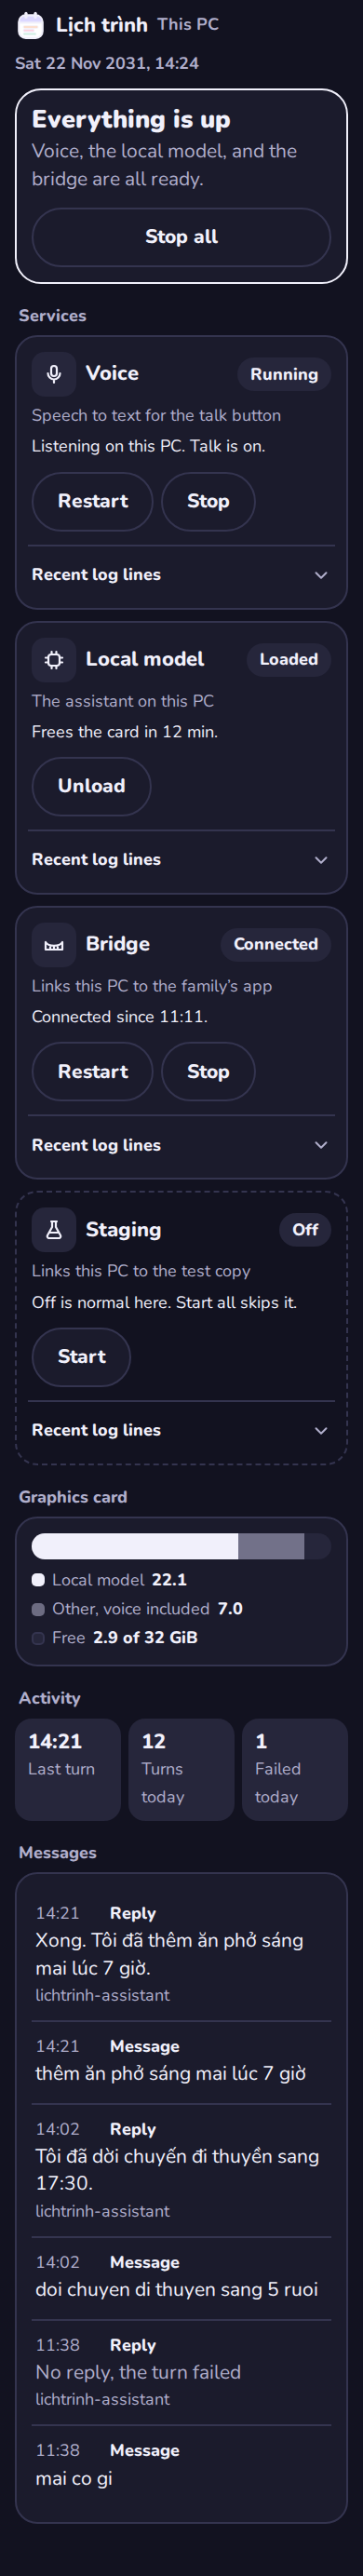 Lịch trình This PC
Sat 22 Nov 2031, 14:24
Everything is up
Voice, the local model, and the
bridge are all ready.
Stop all
Services
Voice Running
Speech to text for the talk button
Listening on this PC. Talk is on.
Restart Stop
Recent log lines
Local model Loaded
The assistant on this PC
Frees the card in 12 min.
Unload
Recent log lines
Bridge Connected
Links this PC to the family’s app
Connected since 11:11.
Restart Stop
Recent log lines
Staging Off
Links this PC to the test copy
Off is normal here. Start all skips it.
Start
Recent log lines
Graphics card
Local model 22.1
Other, voice included 7.0
Free 2.9 of 32 GiB
Activity
14:21 12 1
Last turn Turns Failed
today today
Messages
14:21 Reply
Xong. Tôi đã thêm ăn phở sáng
mai lúc 7 giờ.
lichtrinh-assistant
14:21 Message
thêm ăn phở sáng mai lúc 7 giờ
14:02 Reply
Tôi đã dời chuyến đi thuyền sang
17:30.
lichtrinh-assistant
14:02 Message
doi chuyen di thuyen sang 5 ruoi
11:38 Reply
No reply, the turn failed
lichtrinh-assistant
11:38 Message
mai co gi